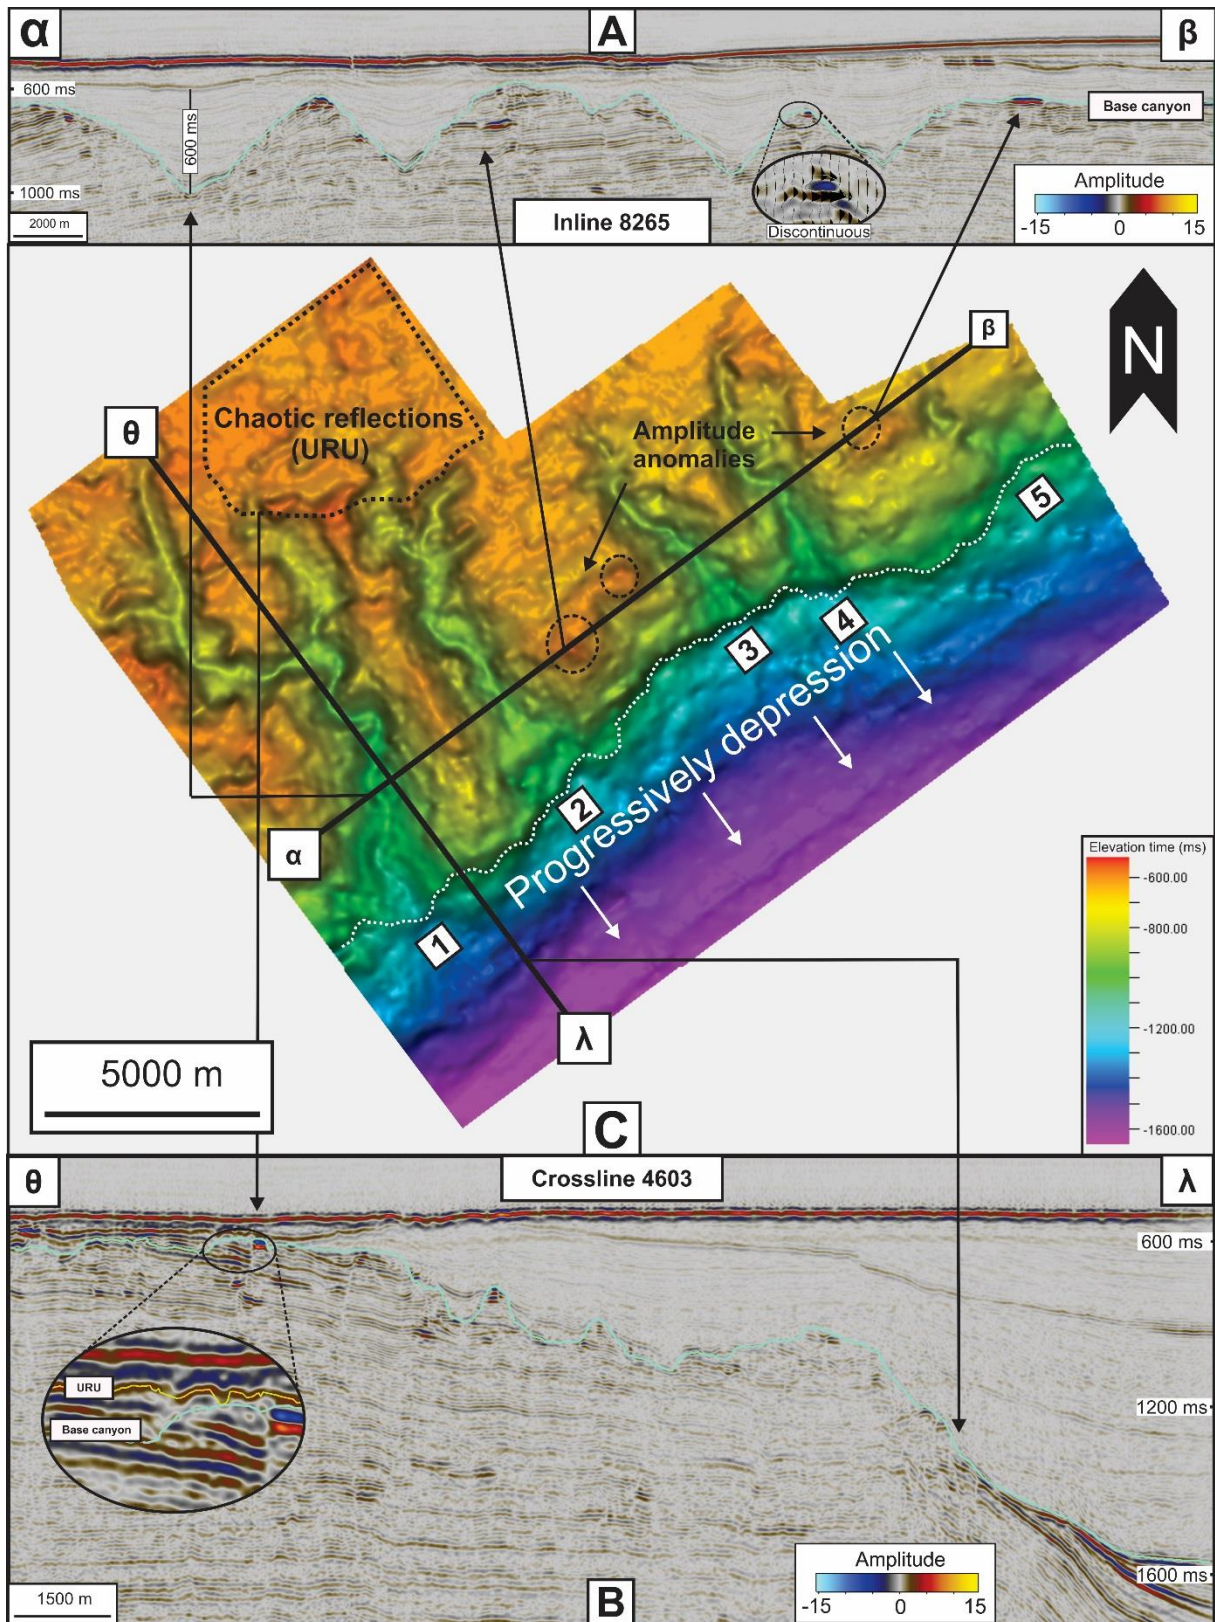 α
A
β
600 ms
600 ms
Base canyon
1000 ms
2000 m
Inline 8265
Discontinuous
Amplitude
-15 0 15
N
β
θ
Chaotic reflections
(URU)
Amplitude
anomalies
5
4
3
2
1
Progressively depression
α
λ
Elevation time (ms)
-600.00
-800.00
-1200.00
-1600.00
5000 m
C
θ
Crossline 4603
λ
600 ms
URU
Base canyon
1200 ms
Amplitude
-15 0 15
1600 ms
1500 m
B